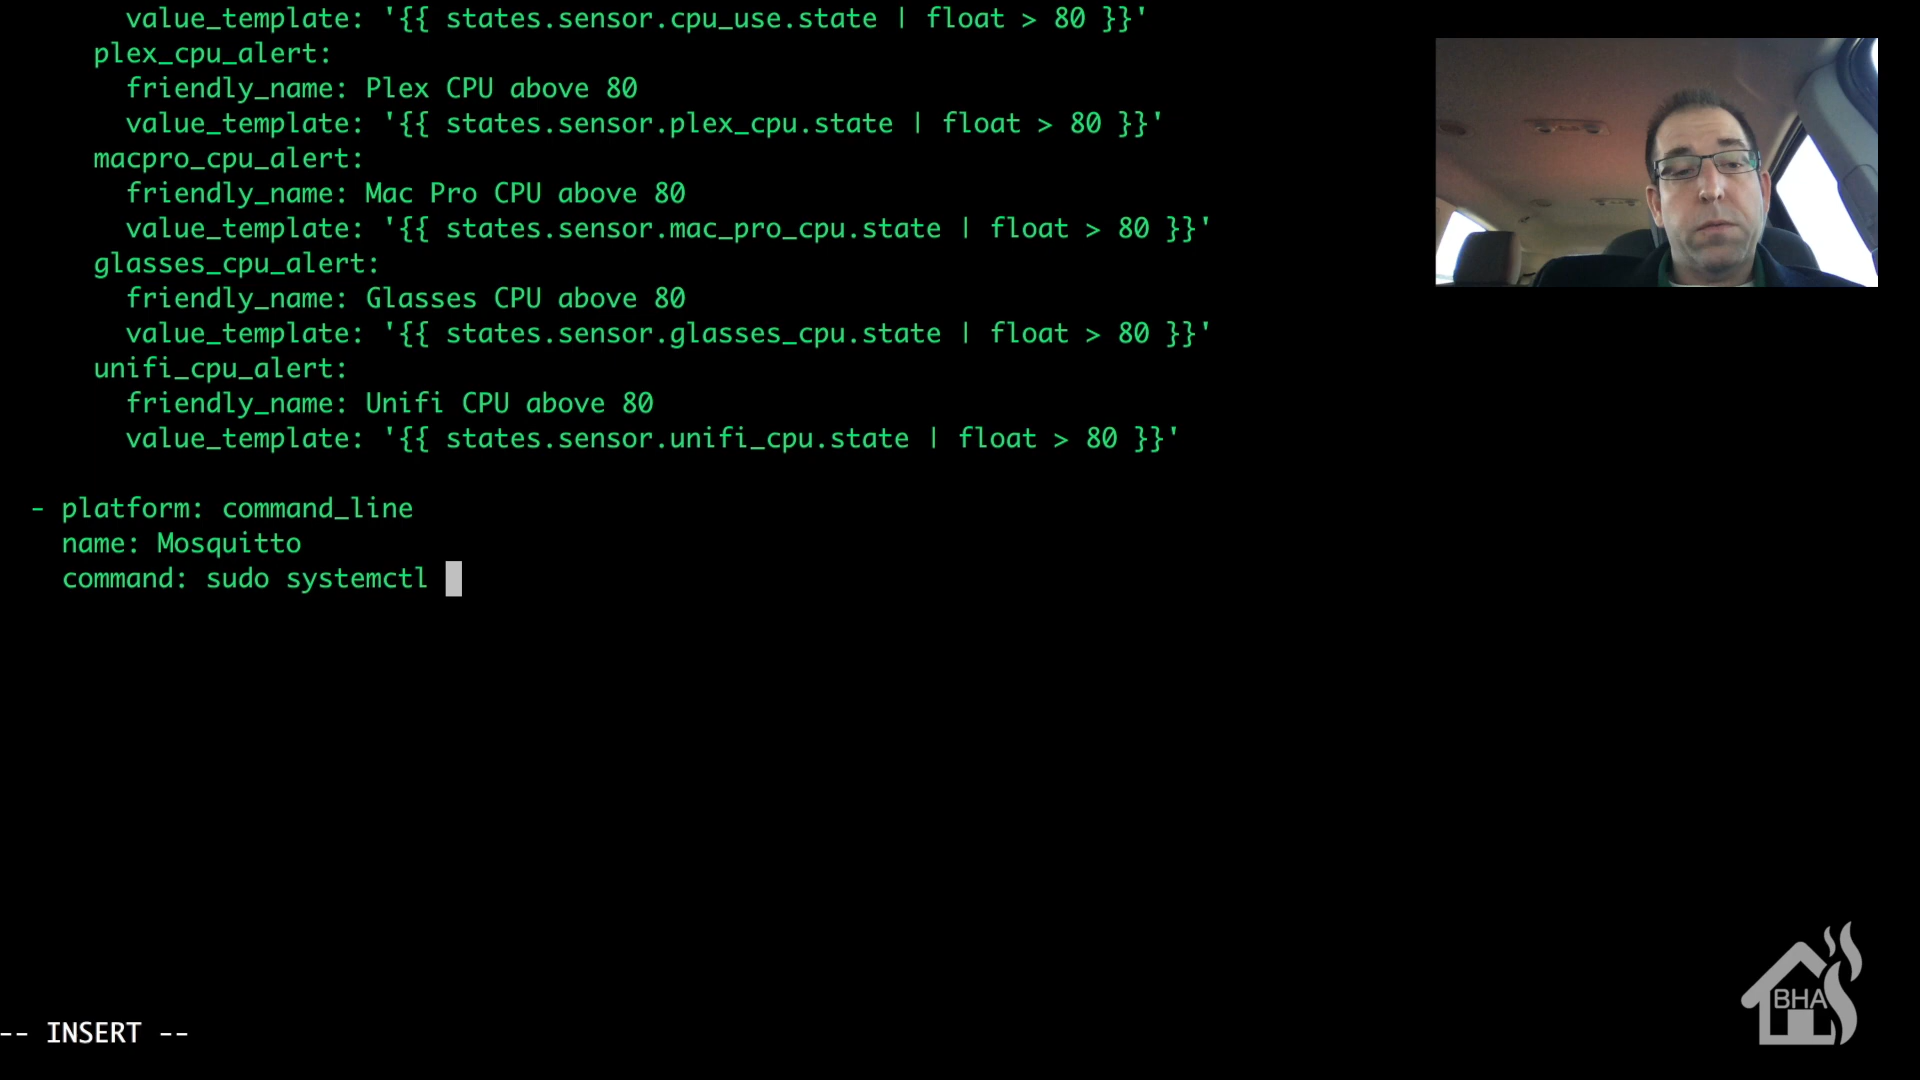 value_template: '{{ states.sensor.cpu_use.state | float > 80 }}'
plex_cpu_alert:
friendly_name: Plex CPU above 80
value_template: '{{ states.sensor.plex_cpu.state | float > 80 }}'
macpro_cpu_alert:
friendly_name: Mac Pro CPU above 80
value_template: '{{ states.sensor.mac_pro_cpu.state | float > 80 }}'
glasses_cpu_alert:
friendly_name: Glasses CPU above 80
value_template: '{{ states.sensor.glasses_cpu.state | float > 80 }}'
unifi_cpu_alert:
friendly_name: Unifi CPU above 80
value_template: '{{ states.sensor.unifi_cpu.state | float > 80 }}'
- platform: command_line
name: Mosquitto
command: sudo systemctl
BHA
-- INSERT --